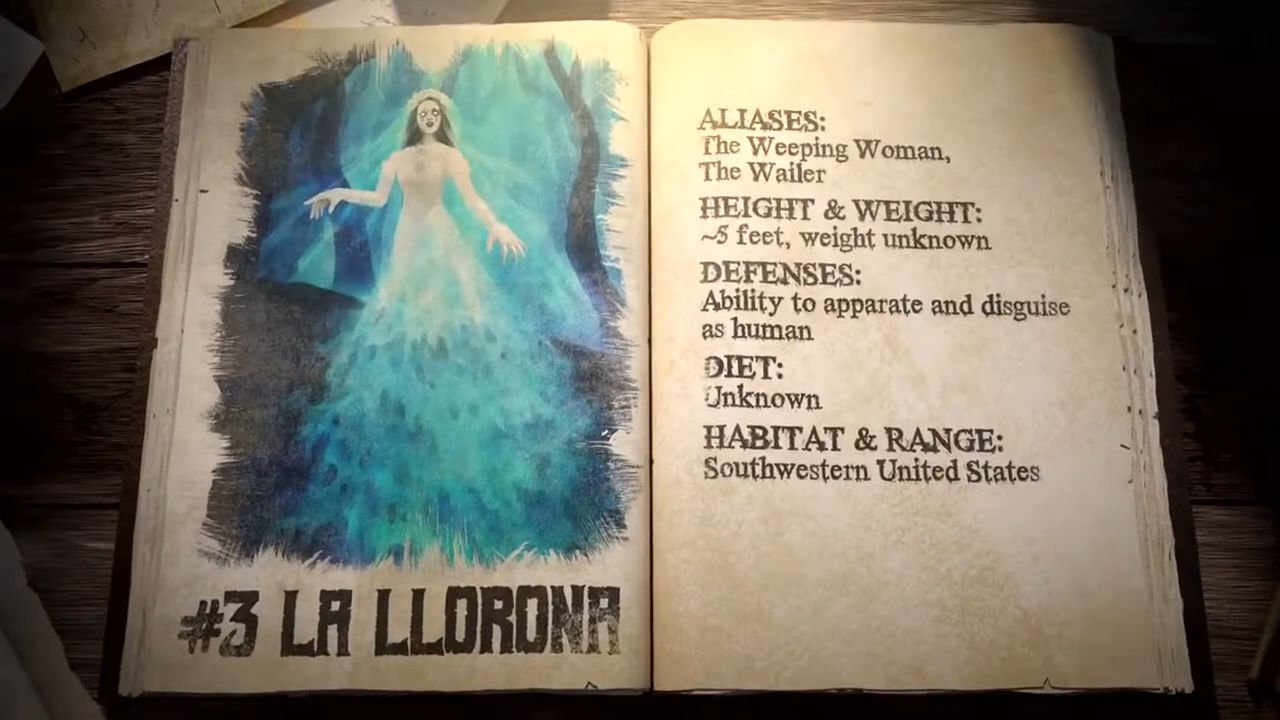 #3 LA LLORONA
ALIASES:
The Weeping Woman,
The Wailer
HEIGHT & WEIGHT:
~5 feet, weight unknown
DEFENSES:
Ability to apparate and disguise
as human
DIET:
Unknown
HABITAT & RANGE:
Southwestern United States